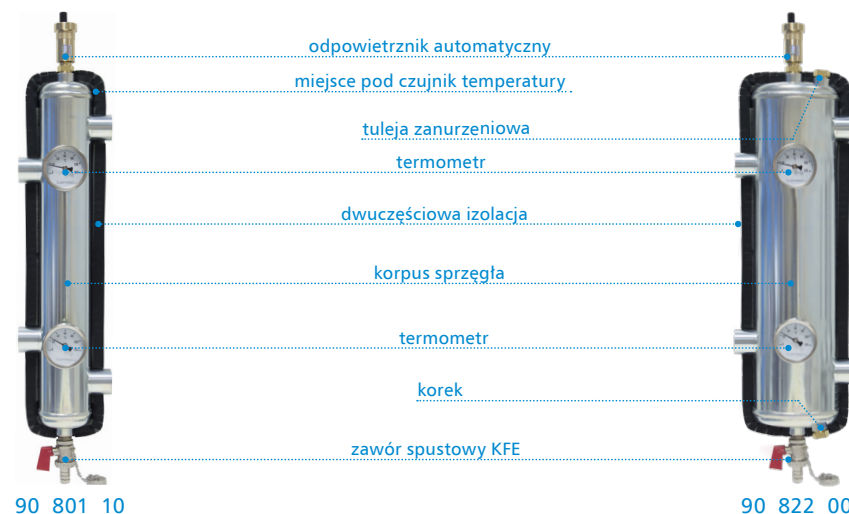 odpowietrznik automatyczny
miejsce pod czujnik temperatury
tuleja zanurzeniowa
termometr
dwuczęściowa izolacja
korpus sprzęgła
termometr
korek
zawór spustowy KFE
90 801 10
90 822 00